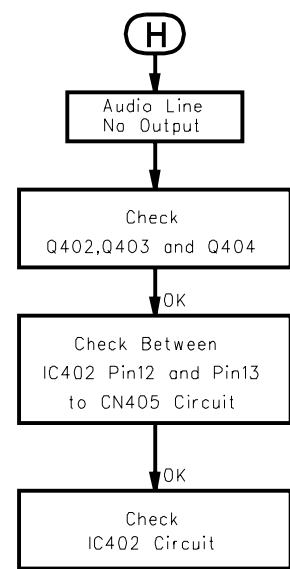 H
Audio Line
No Output
Check
Q402,Q403 and Q404
OK
Check Between
IC402 Pin12 and Pin13
to CN405 Circuit
OK
Check
IC402 Circuit